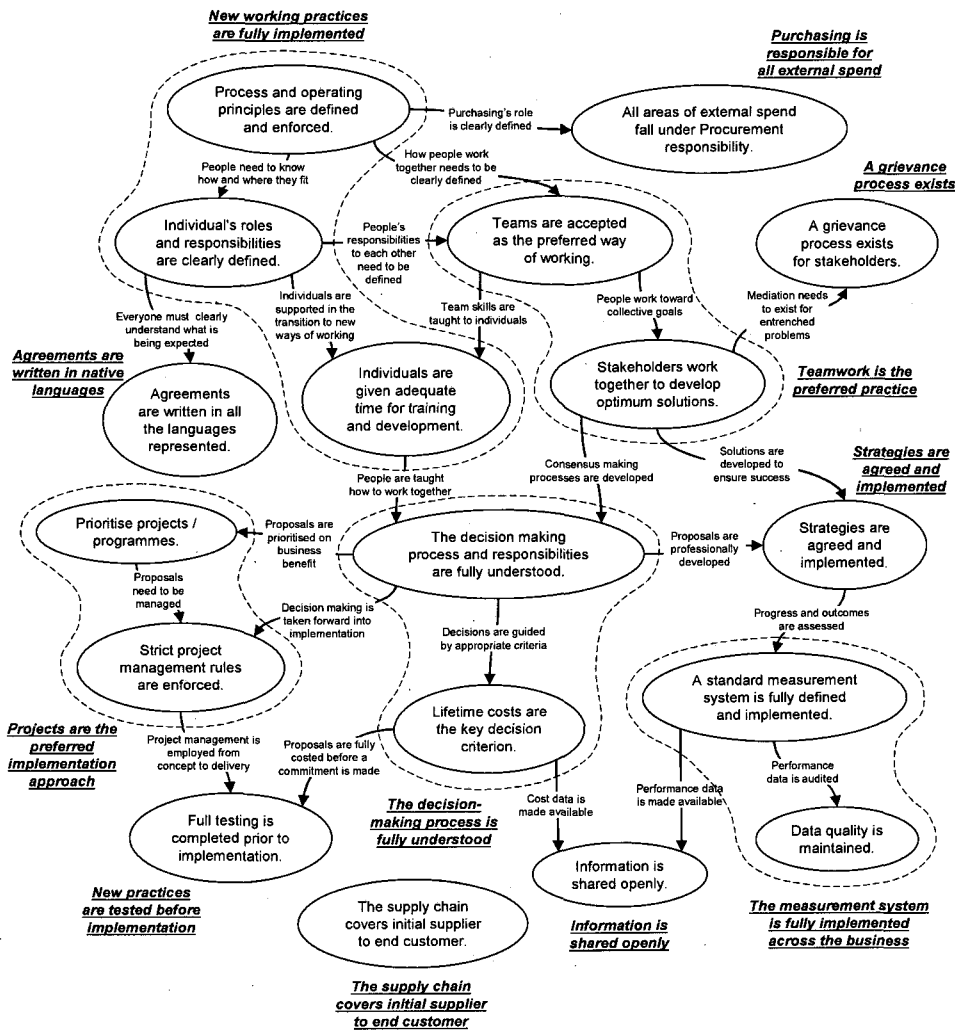 New working practices
are fully implemented
Purchasing is
responsible for
all external spend
Process and operating
principles are defined
and enforced.
Purchasing's role
is clearly defined
All areas of external spend
fall under Procurement
responsibility.
People need to know
how and where they fit
How people work
together needs to be
clearly defined
A grievance
process exists
Individual's roles
and responsibilities
are clearly defined.
People's
responsibilities
to each other
need to be
defined
Teams are accepted
as the preferred way
of working.
A grievance
process exists
for stakeholders.
Everyone must clearly
understand what is
being expected
Individuals are
supported in the
transition to new
ways of working
Team skills are
taught to individuals
People work toward
collective goals
Mediation needs
to exist for
entrenched
problems
Agreements are
written in native
languages
Agreements
are written in all
the languages
represented.
Individuals are
given adequate
time for training
and development.
Stakeholders work
together to develop
optimum solutions.
Teamwork is the
preferred practice
People are taught
how to work together
Consensus making
processes are developed
Solutions are
developed to
ensure success
Strategies are
agreed and
implemented
Prioritise projects /
programmes.
Proposals are
prioritised on
business
benefit
The decision making
process and responsibilities
are fully understood.
Proposals are
professionally
developed
Strategies are
agreed and
implemented.
Proposals
need to be
managed
Decision making is
taken forward into
implementation
Decisions are guided
by appropriate criteria
Progress and outcomes
are assessed
Strict project
management rules
are enforced.
Lifetime costs are
the key decision
criterion.
A standard measurement
system is fully defined
and implemented.
Projects are the
preferred
implementation
approach
Project management is
employed from
concept to delivery
Proposals are fully
costed before a
commitment is made
The decision-
making process is
fully understood
Cost data is
made available
Performance data
is made available
Performance
data is audited
Full testing is
completed prior to
implementation.
Data quality is
maintained.
New practices
are tested before
implementation
Information is
shared openly.
The supply chain
covers initial supplier
to end customer.
Information is
shared openly
The measurement system
is fully implemented
across the business
The supply chain
covers initial supplier
to end customer